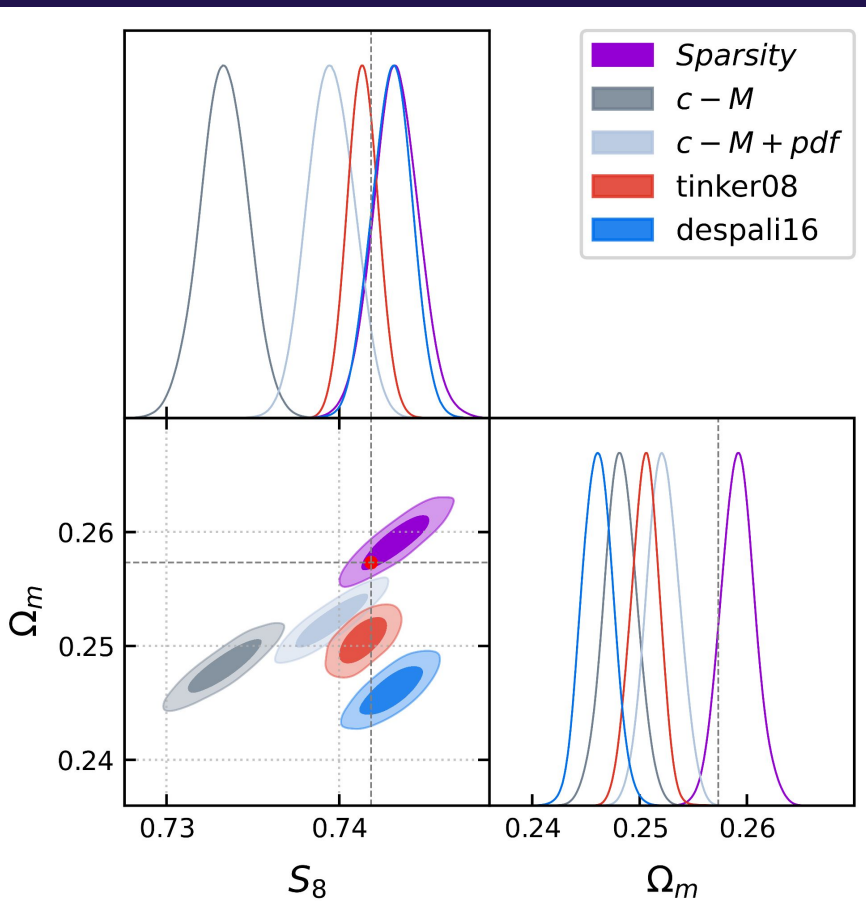 Sparsity
c − M
c − M + pdf
tinker08
despali16
0.26
0.25
0.24
Ωm
0.73 0.74
S8
0.24 0.25 0.26
Ωm